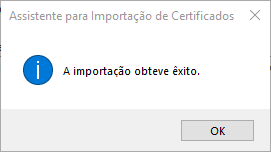 Assistente para Importação de Certificados
A importação obteve êxito.
OK